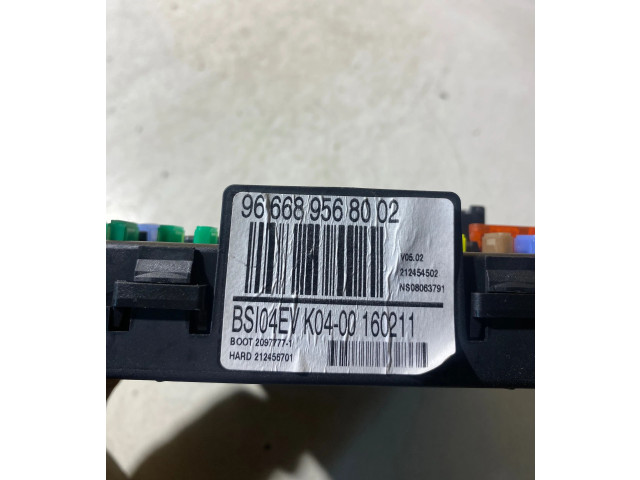 96 668 956 80 02
V05.02
212454502
NS08063791
BSI04EV K04-00 160211
BOOT 2097777-1
HARD 212456701